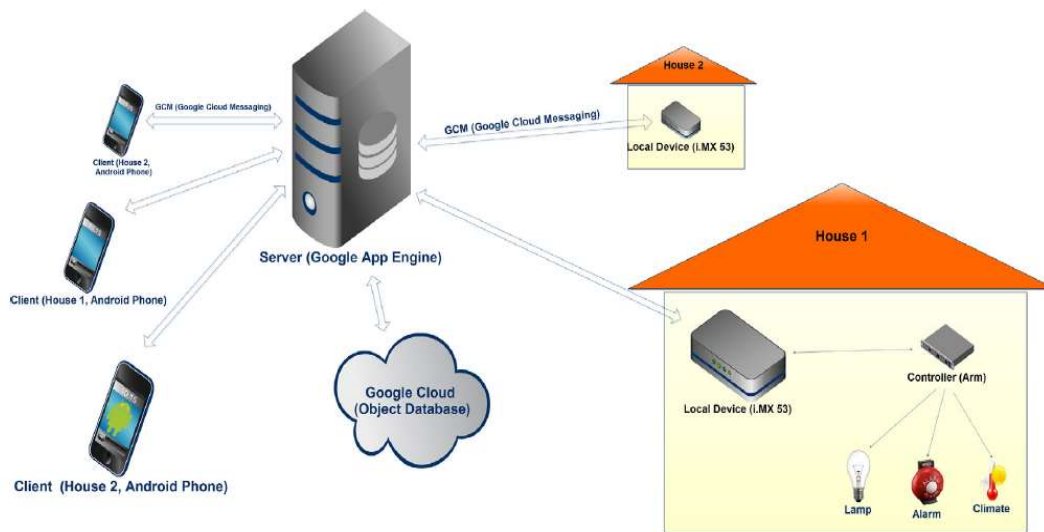 House 2
GCM (Google Cloud Messaging)
GCM (Google Cloud Messaging)
Local Device (i.MX 53)
Client (House 2,
Android Phone)
House 1
Server (Google App Engine)
Client (House 1, Android Phone)
Google Cloud
(Object Database)
Controller (Arm)
Local Device (i.MX 53)
Client (House 2, Android Phone)
Lamp
Alarm
Climate